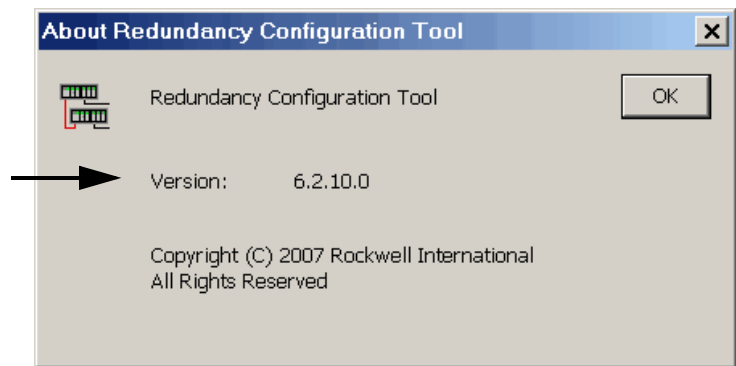 About Redundancy Configuration Tool
Redundancy Configuration Tool
OK
Version: 6.2.10.0
Copyright (C) 2007 Rockwell International
All Rights Reserved